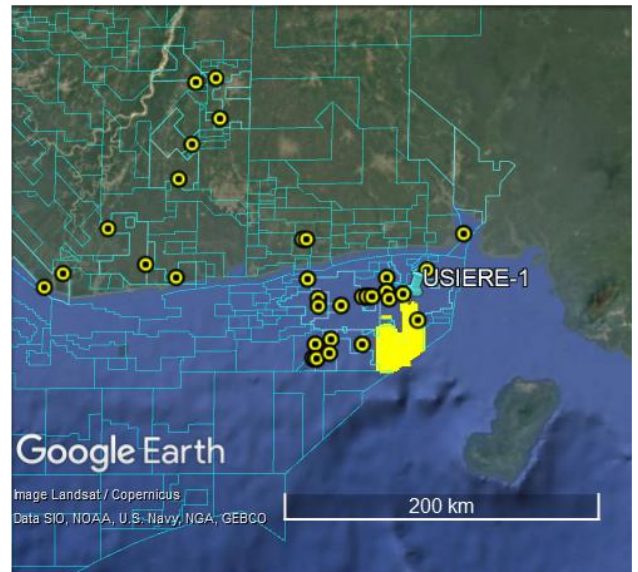 USIERE-1
Google Earth
Image Landsat / Copernicus
Data SIO, NOAA, U.S. Navy, NGA, GEBCO
200 km